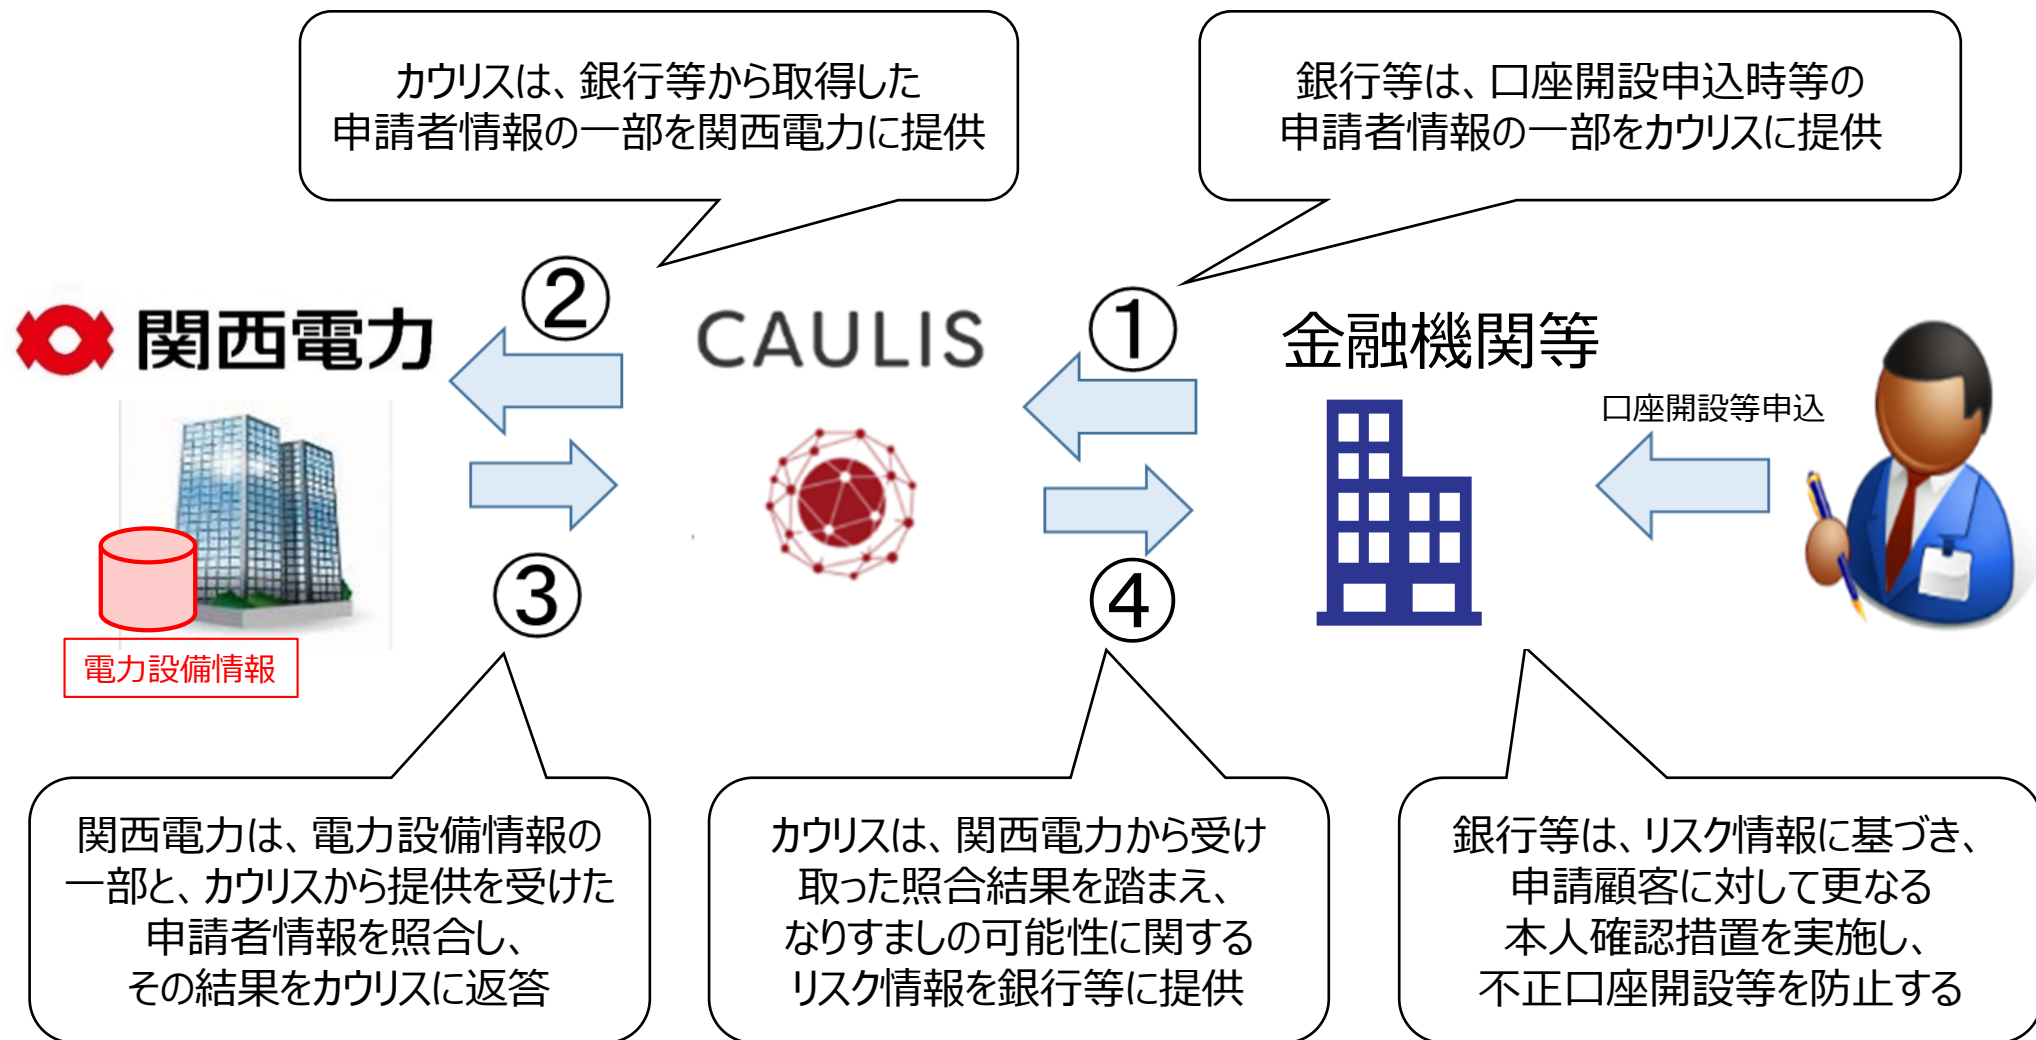 カウリスは、銀行等から取得した
申請者情報の一部を関西電力に提供
銀行等は、口座開設申込時等の
申請者情報の一部をカウリスに提供
関西電力
②
CAULIS
①
金融機関等
口座開設等申込
③
④
電力設備情報
関西電力は、電力設備情報の
一部と、カウリスから提供を受けた
申請者情報を照合し、
その結果をカウリスに返答
カウリスは、関西電力から受け
取った照合結果を踏まえ、
なりすましの可能性に関する
リスク情報を銀行等に提供
銀行等は、リスク情報に基づき、
申請顧客に対して更なる
本人確認措置を実施し、
不正口座開設等を防止する